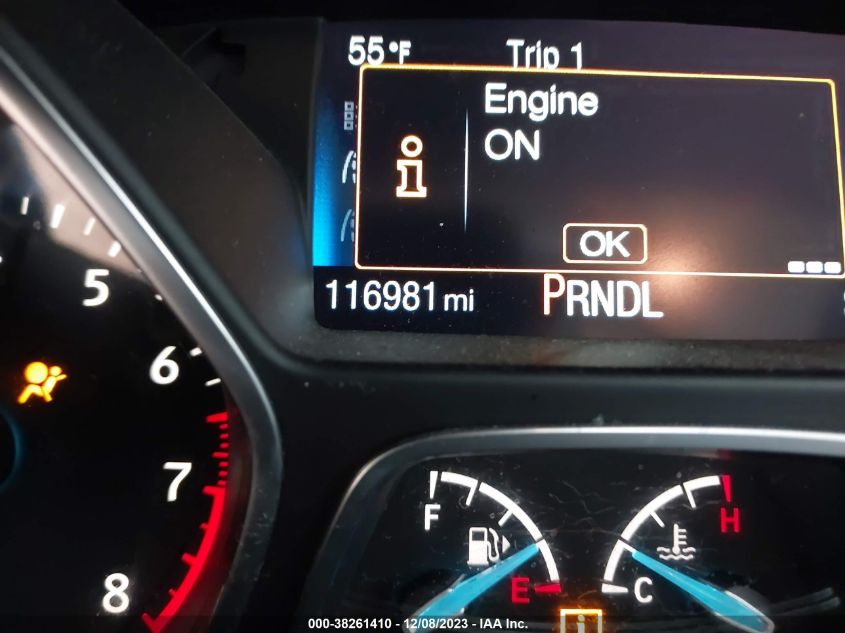 55°F Trip 1
Engine
ON
OK
116981 mi PRNDL
5
6
7
8
F E
C H
000-38261410 - 12/08/2023 - IAA Inc.